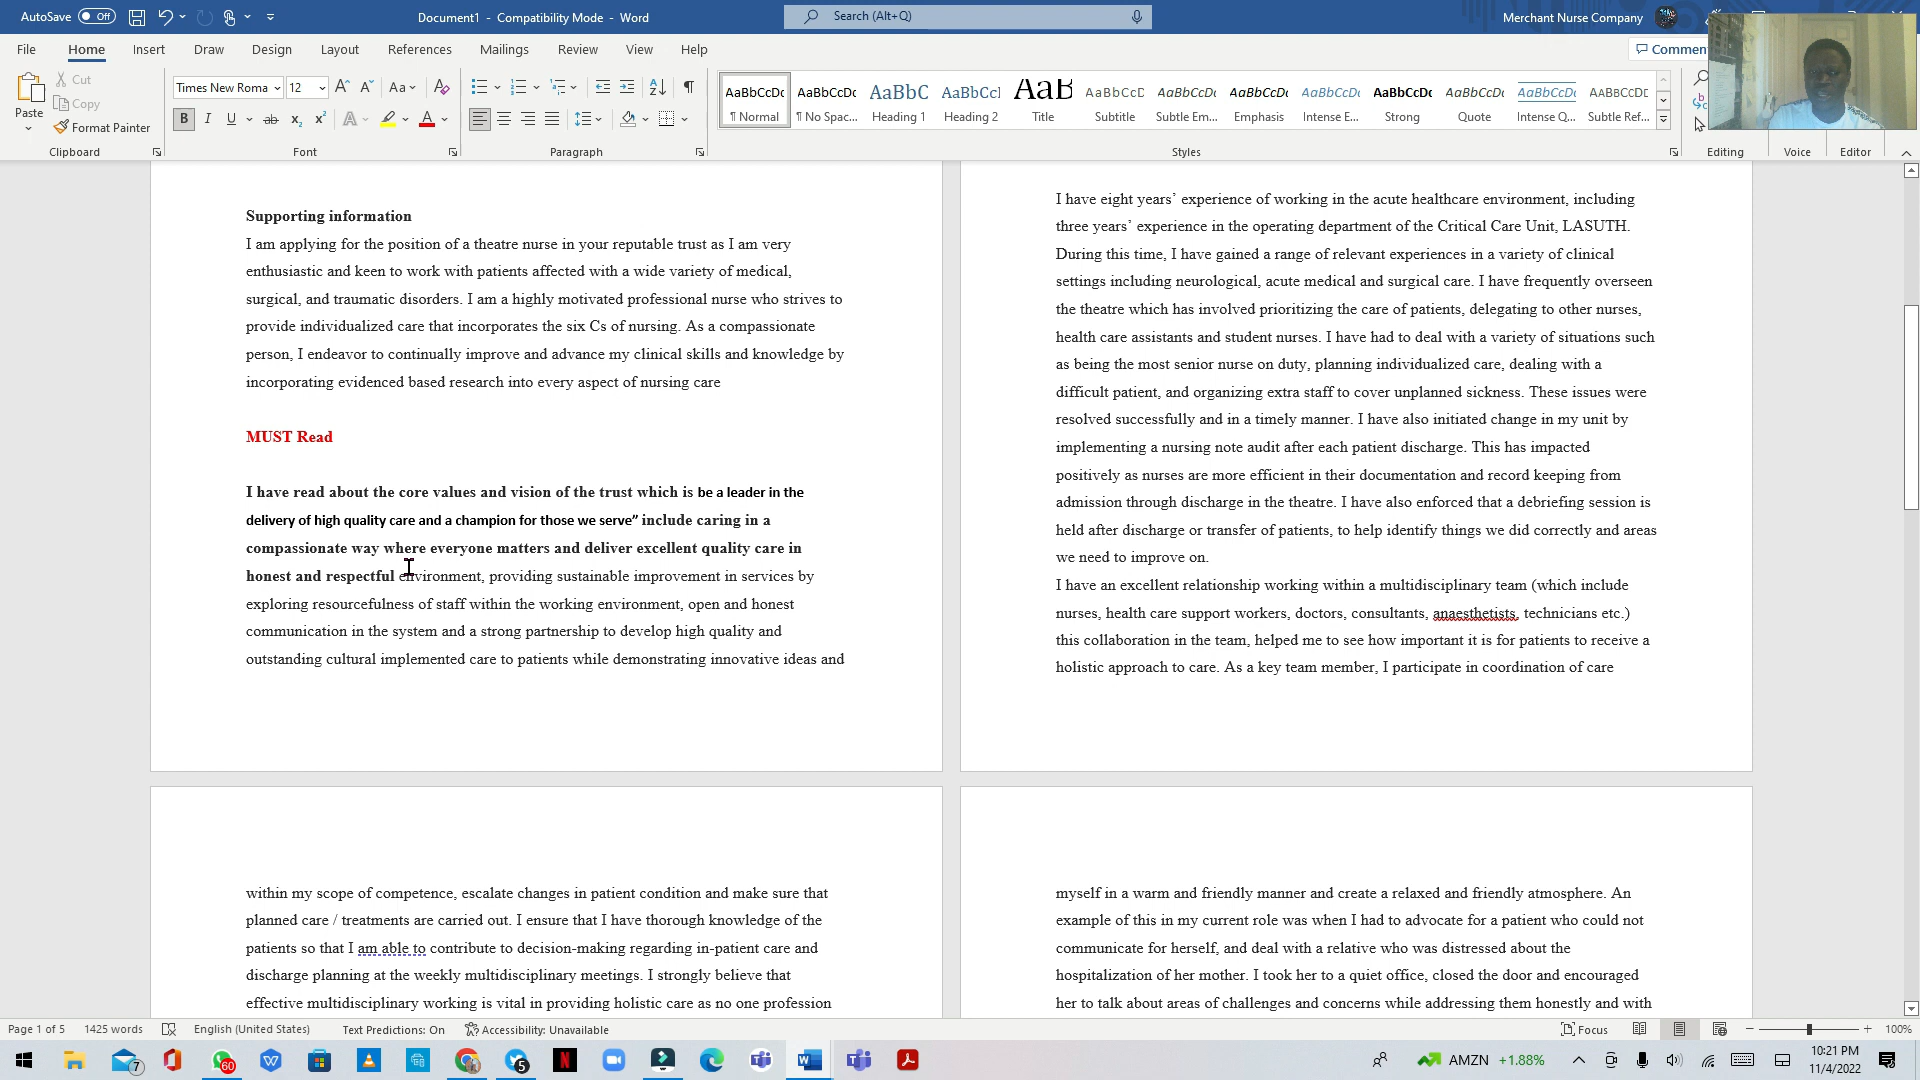 AutoSave Off
Document1 - Compatibility Mode - Word
Search (Alt+Q)
Merchant Nurse Company
File Home Insert Draw Design Layout References Mailings Review View Help
Paste
Cut
Copy
Format Painter
Times New Roma 12
AaBbCcDc AaBbCcDc AaBbC AaBbCcI AaB AaBbCcD AaBbCcDc AaBbCcDc AaBbCcDc AaBbCcDc AaBbCcDc AaBbCcDc AABBCCDE
¶ Normal ¶ No Spac... Heading 1 Heading 2 Title Subtitle Subtle Em... Emphasis Intense E... Strong Quote Intense Q... Subtle Ref...
Clipboard Font Paragraph Styles Editing Voice Editor
Supporting information
I am applying for the position of a theatre nurse in your reputable trust as I am very
enthusiastic and keen to work with patients affected with a wide variety of medical,
surgical, and traumatic disorders. I am a highly motivated professional nurse who strives to
provide individualized care that incorporates the six Cs of nursing. As a compassionate
person, I endeavor to continually improve and advance my clinical skills and knowledge by
incorporating evidenced based research into every aspect of nursing care
MUST Read
I have read about the core values and vision of the trust which is be a leader in the
delivery of high quality care and a champion for those we serve” include caring in a
compassionate way where everyone matters and deliver excellent quality care in
honest and respectful environment, providing sustainable improvement in services by
exploring resourcefulness of staff within the working environment, open and honest
communication in the system and a strong partnership to develop high quality and
outstanding cultural implemented care to patients while demonstrating innovative ideas and
I have eight years’ experience of working in the acute healthcare environment, including
three years’ experience in the operating department of the Critical Care Unit, LASUTH.
During this time, I have gained a range of relevant experiences in a variety of clinical
settings including neurological, acute medical and surgical care. I have frequently overseen
the theatre which has involved prioritizing the care of patients, delegating to other nurses,
health care assistants and student nurses. I have had to deal with a variety of situations such
as being the most senior nurse on duty, planning individualized care, dealing with a
difficult patient, and organizing extra staff to cover unplanned sickness. These issues were
resolved successfully and in a timely manner. I have also initiated change in my unit by
implementing a nursing note audit after each patient discharge. This has impacted
positively as nurses are more efficient in their documentation and record keeping from
admission through discharge in the theatre. I have also enforced that a debriefing session is
held after discharge or transfer of patients, to help identify things we did correctly and areas
we need to improve on.
I have an excellent relationship working within a multidisciplinary team (which include
nurses, health care support workers, doctors, consultants, anaesthetists, technicians etc.)
this collaboration in the team, helped me to see how important it is for patients to receive a
holistic approach to care. As a key team member, I participate in coordination of care
within my scope of competence, escalate changes in patient condition and make sure that
planned care / treatments are carried out. I ensure that I have thorough knowledge of the
patients so that I am able to contribute to decision-making regarding in-patient care and
discharge planning at the weekly multidisciplinary meetings. I strongly believe that
effective multidisciplinary working is vital in providing holistic care as no one profession
myself in a warm and friendly manner and create a relaxed and friendly atmosphere. An
example of this in my current role was when I had to advocate for a patient who could not
communicate for herself, and deal with a relative who was distressed about the
hospitalization of her mother. I took her to a quiet office, closed the door and encouraged
her to talk about areas of challenges and concerns while addressing them honestly and with
Page 1 of 5 1425 words English (United States) Text Predictions: On Accessibility: Unavailable
Focus 100%
7 60 5
AMZN +1.88%
10:21 PM
11/4/2022